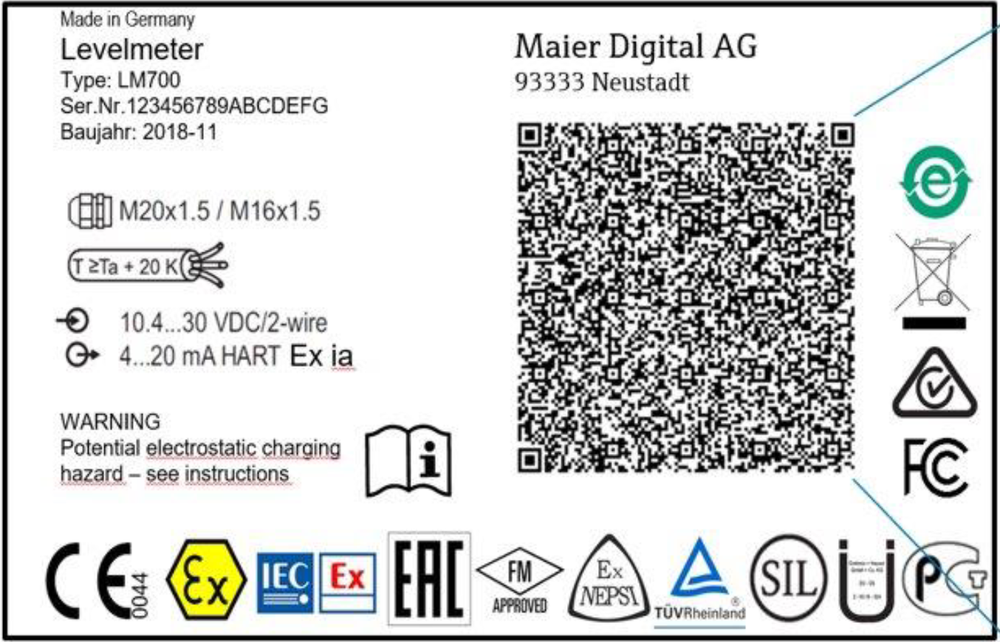 Made in Germany
Levelmeter
Type: LM700
Ser.Nr.123456789ABCDEFG
Baujahr: 2018-11
M20x1.5 / M16x1.5
T ≥Ta + 20 K
10.4...30 VDC/2-wire
4...20 mA HART Ex ia
WARNING
Potential electrostatic charging
hazard – see instructions
i
Maier Digital AG
93333 Neustadt
e
FC
CE 0044
Ex
IEC
Ex
EAC
FM
APPROVED
Ex
NEPSI
TÜVRheinland®
SIL
PG